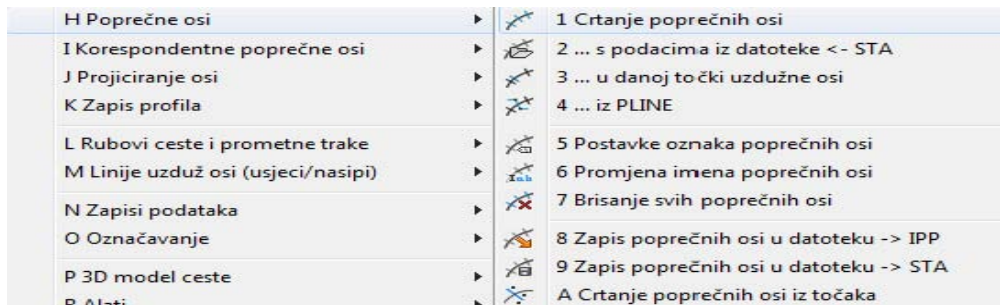 H Poprečne osi
I Korespondentne poprečne osi
J Projiciranje osi
K Zapis profila
L Rubovi ceste i prometne trake
M Linije uzduž osi (usjeci/nasipi)
N Zapisi podataka
O Označavanje
P 3D model ceste
1 Crtanje poprečnih osi
2 ... s podacima iz datoteke <- STA
3 ... u danoj točki uzdužne osi
4 ... iz PLINE
5 Postavke oznaka poprečnih osi
6 Promjena imena poprečnih osi
7 Brisanje svih poprečnih osi
8 Zapis poprečnih osi u datoteku -> IPP
9 Zapis poprečnih osi u datoteku -> STA
A Crtanje poprečnih osi iz točaka